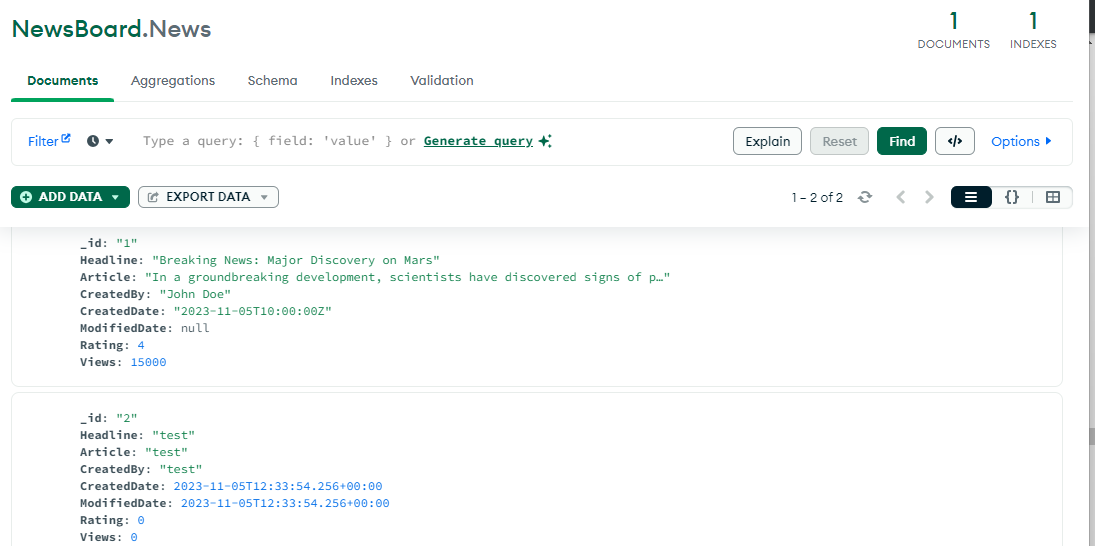 NewsBoard.News
1
DOCUMENTS
1
INDEXES
Documents Aggregations Schema Indexes Validation
Filter Type a query: { field: 'value' } or Generate query Explain Reset Find </> Options
ADD DATA EXPORT DATA 1 – 2 of 2 {}
_id: "1"
Headline: "Breaking News: Major Discovery on Mars"
Article: "In a groundbreaking development, scientists have discovered signs of p…"
CreatedBy: "John Doe"
CreatedDate: "2023-11-05T10:00:00Z"
ModifiedDate: null
Rating: 4
Views: 15000
_id: "2"
Headline: "test"
Article: "test"
CreatedBy: "test"
CreatedDate: 2023-11-05T12:33:54.256+00:00
ModifiedDate: 2023-11-05T12:33:54.256+00:00
Rating: 0
Views: 0